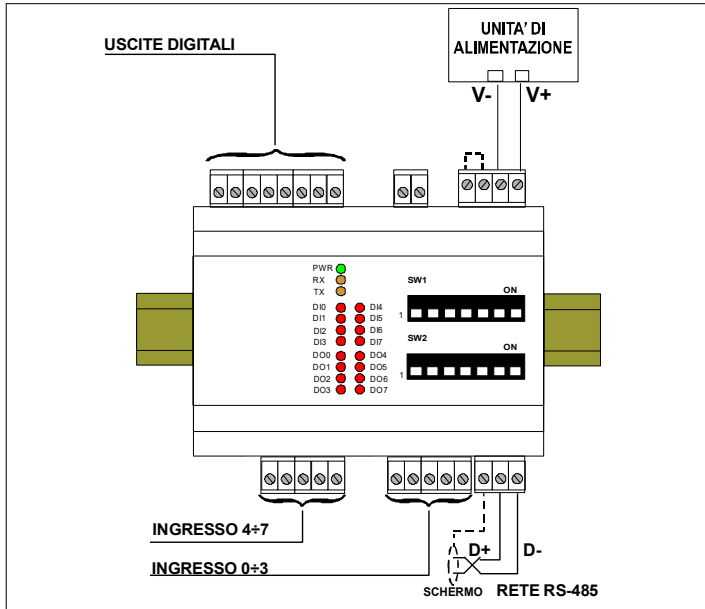 UNITA' DI
ALIMENTAZIONE
USCITE DIGITALI
V- V+
PWR
RX
TX
DI0 DI4
DI1 DI5
DI2 DI6
DI3 DI7
DO0 DO4
DO1 DO5
DO2 DO6
DO3 DO7
SW1
ON
1
SW2
ON
1
INGRESSO 4÷7
INGRESSO 0÷3
D+ D-
SCHERMO RETE RS-485